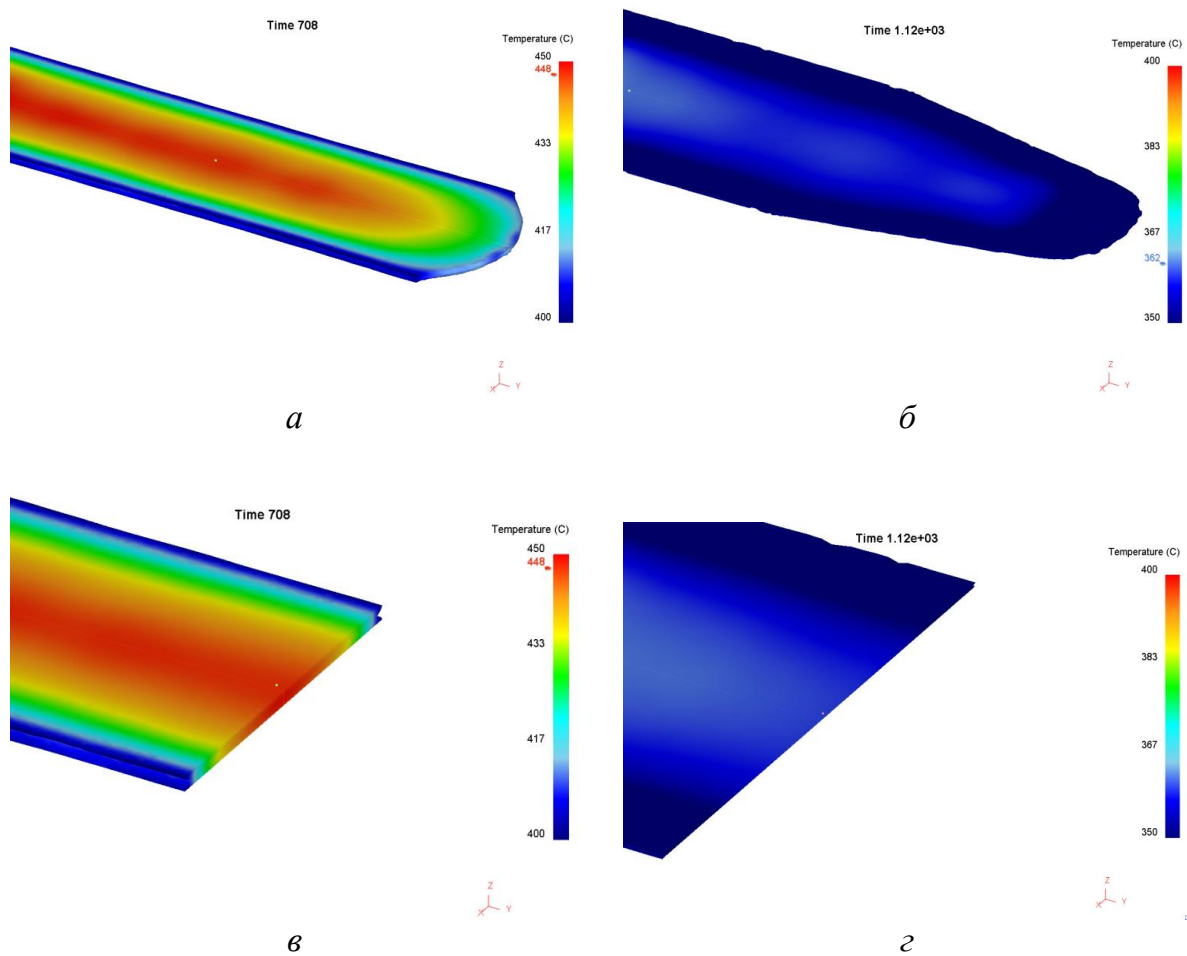 Time 708
Temperature (C)
450
448
433
417
400
Z
X Y
а
Time 1.12e+03
Temperature (C)
400
383
367
362
350
Z
X Y
б
Time 708
Temperature (C)
450
448
433
417
400
Z
X Y
в
Time 1.12e+03
Temperature (C)
400
383
367
350
Z
X Y
г